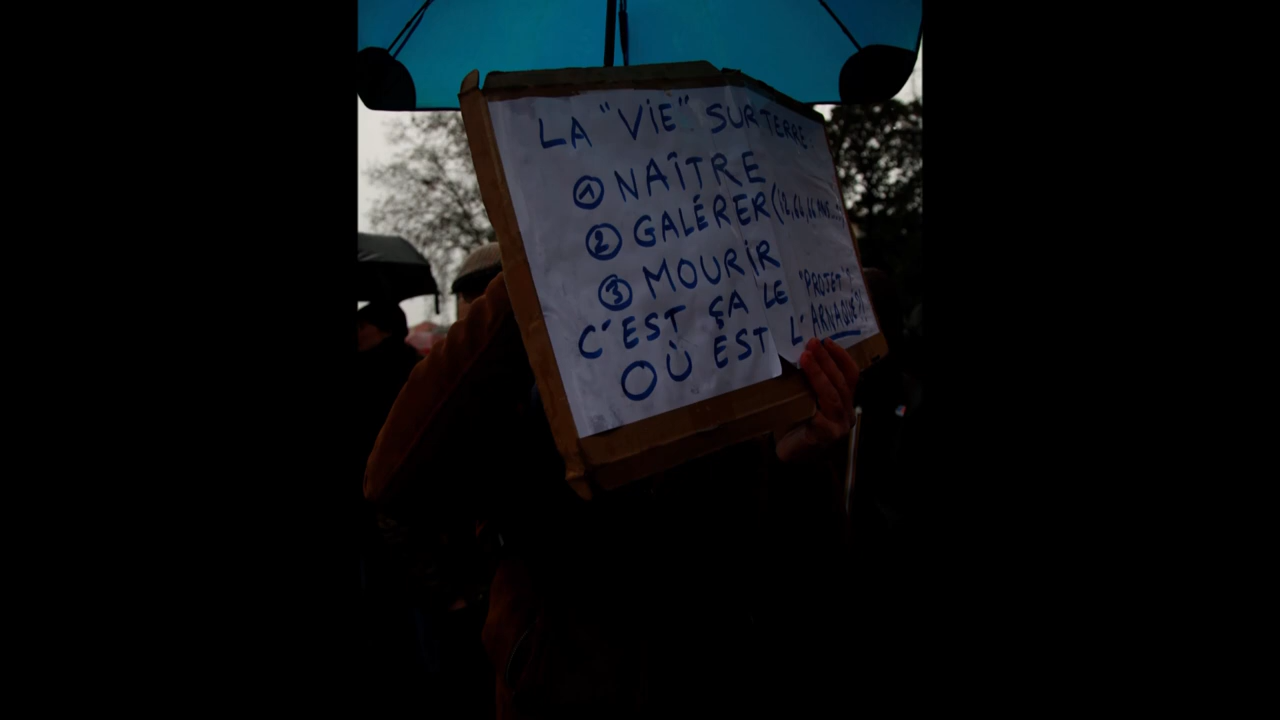 LA "VIE" SUR TERRE:
① NAÎTRE
② GALÉRER
③ MOURIR
C'EST ÇA LE "PROJET"?
OÙ EST L'ARNAQUE?!